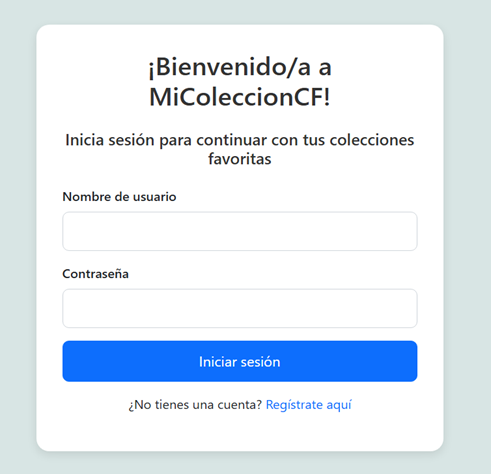 ¡Bienvenido/a a
MiColeccionCF!
Inicia sesión para continuar con tus colecciones
favoritas
Nombre de usuario
Contraseña
Iniciar sesión
¿No tienes una cuenta? Regístrate aquí